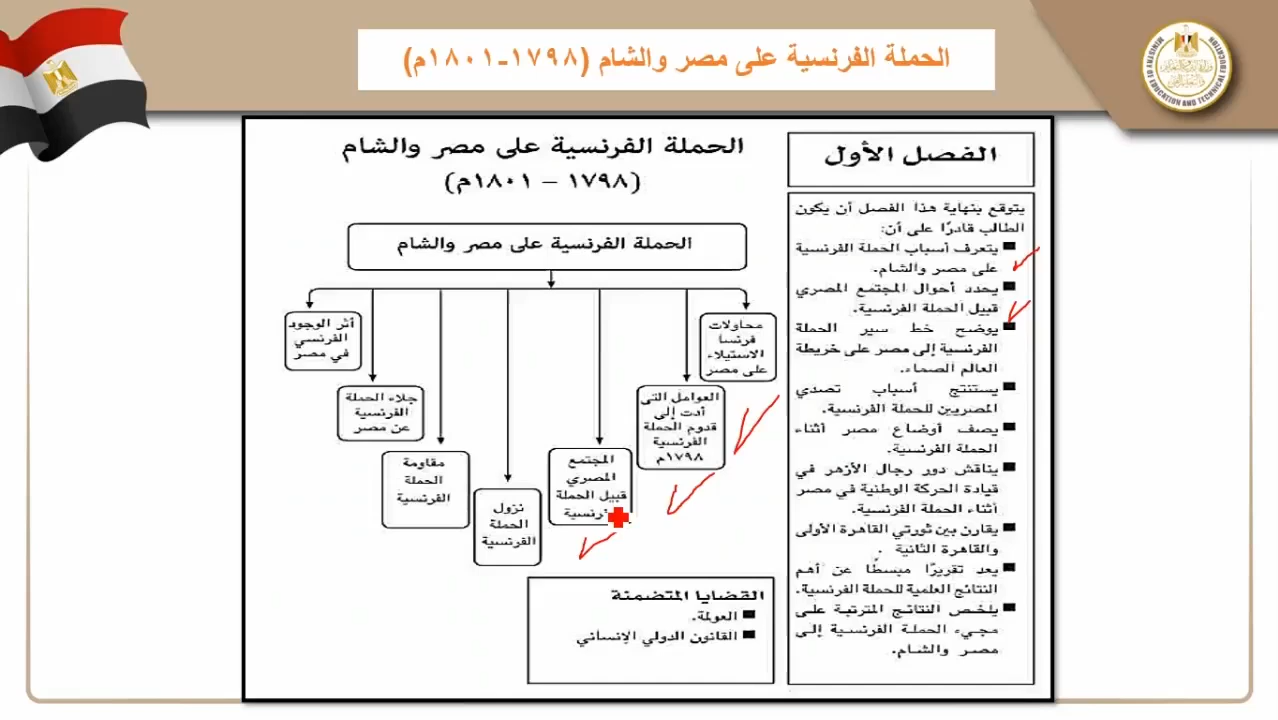 الحملة الفرنسية على مصر والشام (١٧٩٨-١٨٠١م)
MINISTRY OF EDUCATION AND TECHNICAL EDUCATION
الفصل الأول
يتوقع بنهاية هذا الفصل أن يكون
الطالب قادرًا على أن:
يتعرف أسباب الحملة الفرنسية
على مصر والشام.
يحدد أحوال المجتمع المصري
قبيل الحملة الفرنسية.
يوضح خط سير الحملة
الفرنسية إلى مصر على خريطة
العالم الصماء.
يستنتج أسباب تصدي
المصريين للحملة الفرنسية.
يصف أوضاع مصر أثناء
الحملة الفرنسية.
يناقش دور رجال الأزهر في
قيادة الحركة الوطنية في مصر
أثناء الحملة الفرنسية.
يقارن بين ثورتي القاهرة الأولى
والقاهرة الثانية .
يعد تقريرًا مبسطًا عن أهم
النتائج العلمية للحملة الفرنسية.
يلخص النتائج المترتبة على
مجيء الحملة الفرنسية إلى
مصر والشام.
الحملة الفرنسية على مصر والشام
(١٧٩٨ – ١٨٠١م)
الحملة الفرنسية على مصر والشام
محاولات
فرنسا
الاستيلاء
على مصر
العوامل التى
أدت إلى
قدوم الحملة
الفرنسية
١٧٩٨م
المجتمع
المصري
قبيل الحملة
نزول
الحملة
الفرنسية
مقاومة
الحملة
الفرنسية
جلاء الحملة
الفرنسية
عن مصر
أثر الوجود
الفرنسي
في مصر
القضايا المتضمنة
العولمة.
القانون الدولي الإنساني